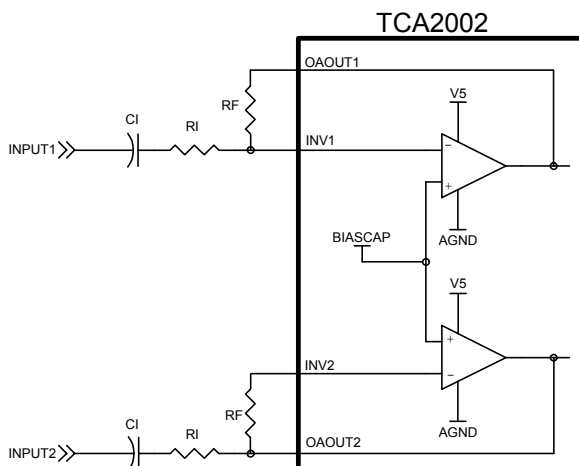 TCA2002
OAOUT1
V5
RF
CI
RI
INPUT1
INV1
−
+
AGND
BIASCAP
V5
+
INV2
−
RF
AGND
CI
RI
OAOUT2
INPUT2